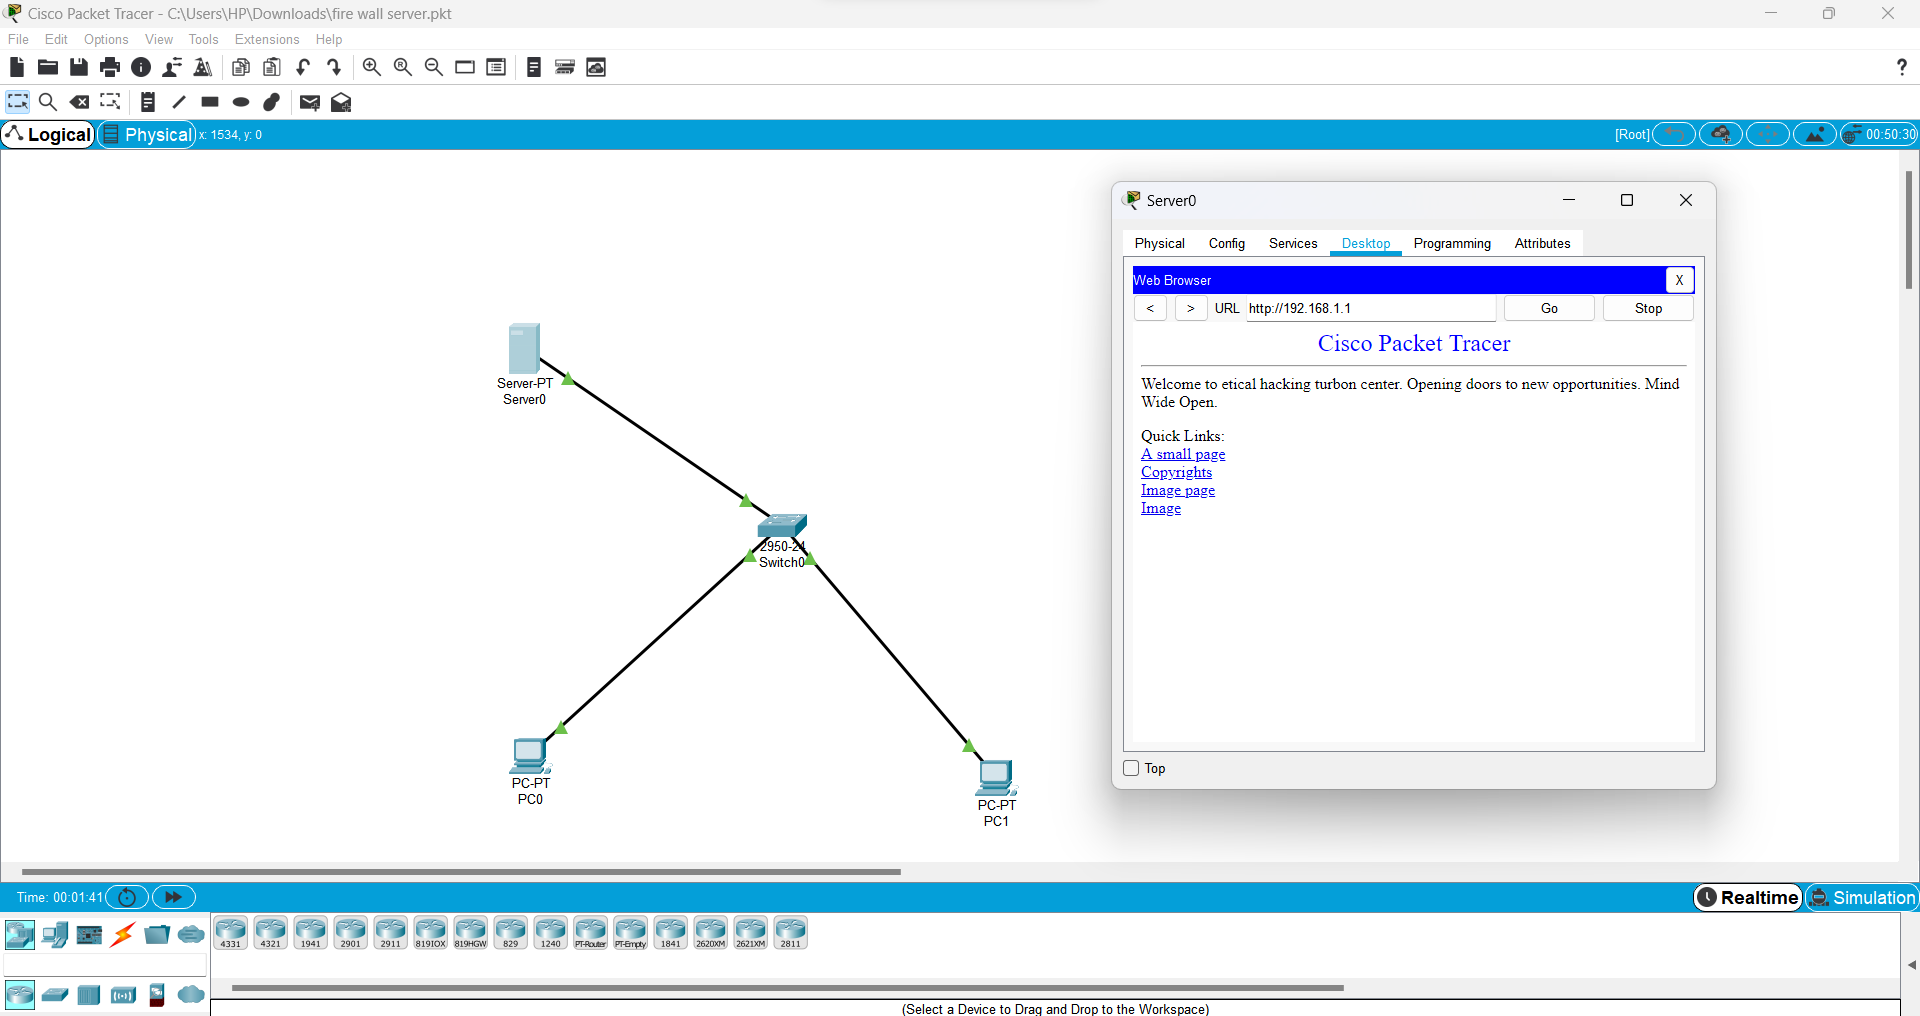 Cisco Packet Tracer - C:\Users\HP\Downloads\fire wall server.pkt
File Edit Options View Tools Extensions Help
?
Logical Physical x: 1534, y: 0 [Root] 00:50:30
Server0
Physical Config Services Desktop Programming Attributes
Web Browser X
< > URL http://192.168.1.1 Go Stop
Cisco Packet Tracer
Welcome to etical hacking turbon center. Opening doors to new opportunities. Mind
Wide Open.
Quick Links:
A small page
Copyrights
Image page
Image
Top
Server-PT
Server0
2950-24
Switch0
PC-PT
PC0
PC-PT
PC1
Time: 00:01:41 Realtime Simulation
4331 4321 1941 2901 2911 819IOX 819HGW 829 1240 PT-Router PT-Empty 1841 2620XM 2621XM 2811
(Select a Device to Drag and Drop to the Workspace)